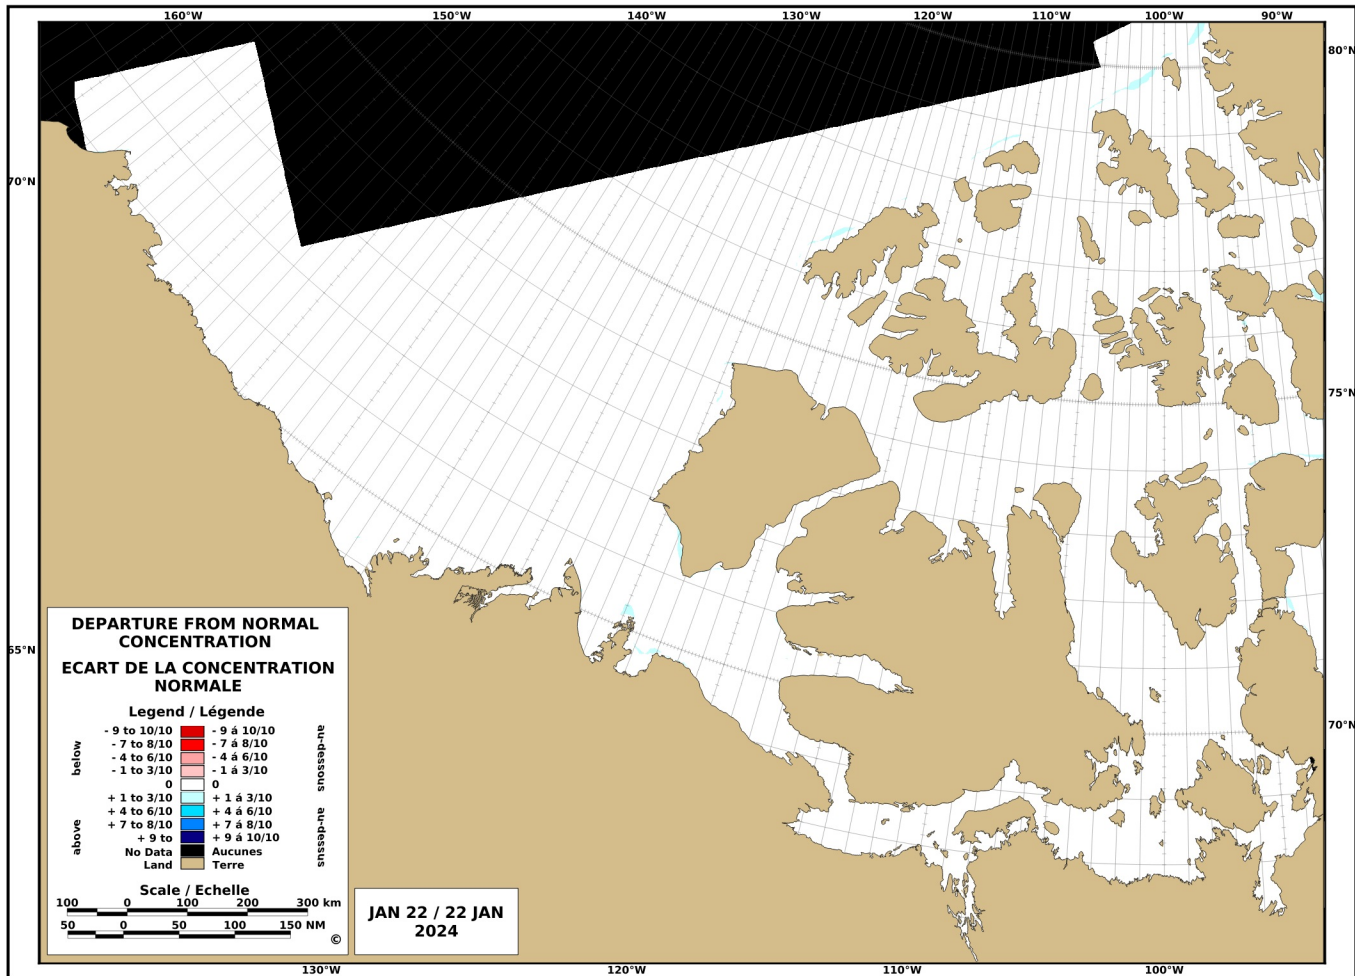 160°W 150°W 140°W 130°W 120°W 110°W 100°W 90°W
80°N
70°N
75°N
65°N
70°N
DEPARTURE FROM NORMAL
CONCENTRATION
ECART DE LA CONCENTRATION
NORMALE
Legend / Légende
below
au-dessous
- 9 to 10/10 - 9 á 10/10
- 7 to 8/10 - 7 á 8/10
- 4 to 6/10 - 4 á 6/10
- 1 to 3/10 - 1 á 3/10
0 0
above
au-dessus
+ 1 to 3/10 + 1 á 3/10
+ 4 to 6/10 + 4 á 6/10
+ 7 to 8/10 + 7 á 8/10
+ 9 to + 9 á 10/10
No Data Aucunes
Land Terre
Scale / Echelle
100 0 100 200 300 km
50 0 50 100 150 NM
©
JAN 22 / 22 JAN
2024
130°W 120°W 110°W 100°W